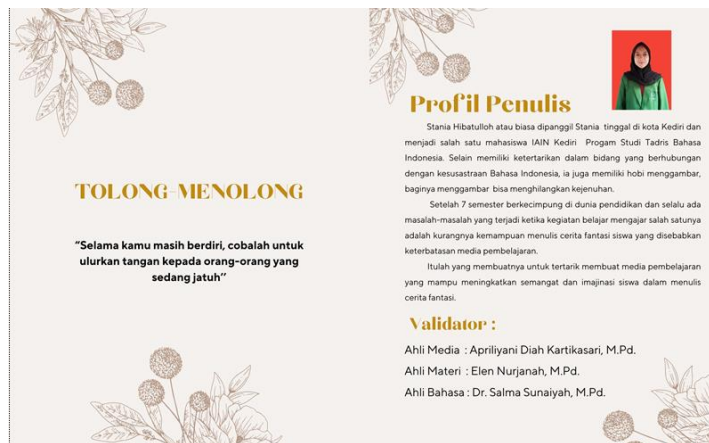 TOLONG-MENOLONG
“Selama kamu masih berdiri, cobalah untuk
ulurkan tangan kepada orang-orang yang
sedang jatuh’’
Profil Penulis
Stania Hibatulloh atau biasa dipanggil Stania tinggal di kota Kediri dan
menjadi salah satu mahasiswa IAIN Kediri Progam Studi Tadris Bahasa
Indonesia. Selain memiliki ketertarikan dalam bidang yang berhubungan
dengan kesusastraan Bahasa Indonesia, ia juga memiliki hobi menggambar,
baginya menggambar bisa menghilangkan kejenuhan.
Setelah 7 semester berkecimpung di dunia pendidikan dan selalu ada
masalah-masalah yang terjadi ketika kegiatan belajar mengajar salah satunya
adalah kurangnya kemampuan menulis cerita fantasi siswa yang disebabkan
keterbatasan media pembelajaran.
Itulah yang membuatnya untuk tertarik membuat media pembelajaran
yang mampu meningkatkan semangat dan imajinasi siswa dalam menulis
cerita fantasi.
Validator :
Ahli Media : Apriliyani Diah Kartikasari, M.Pd.
Ahli Materi : Elen Nurjanah, M.Pd.
Ahli Bahasa : Dr. Salma Sunaiyah, M.Pd.